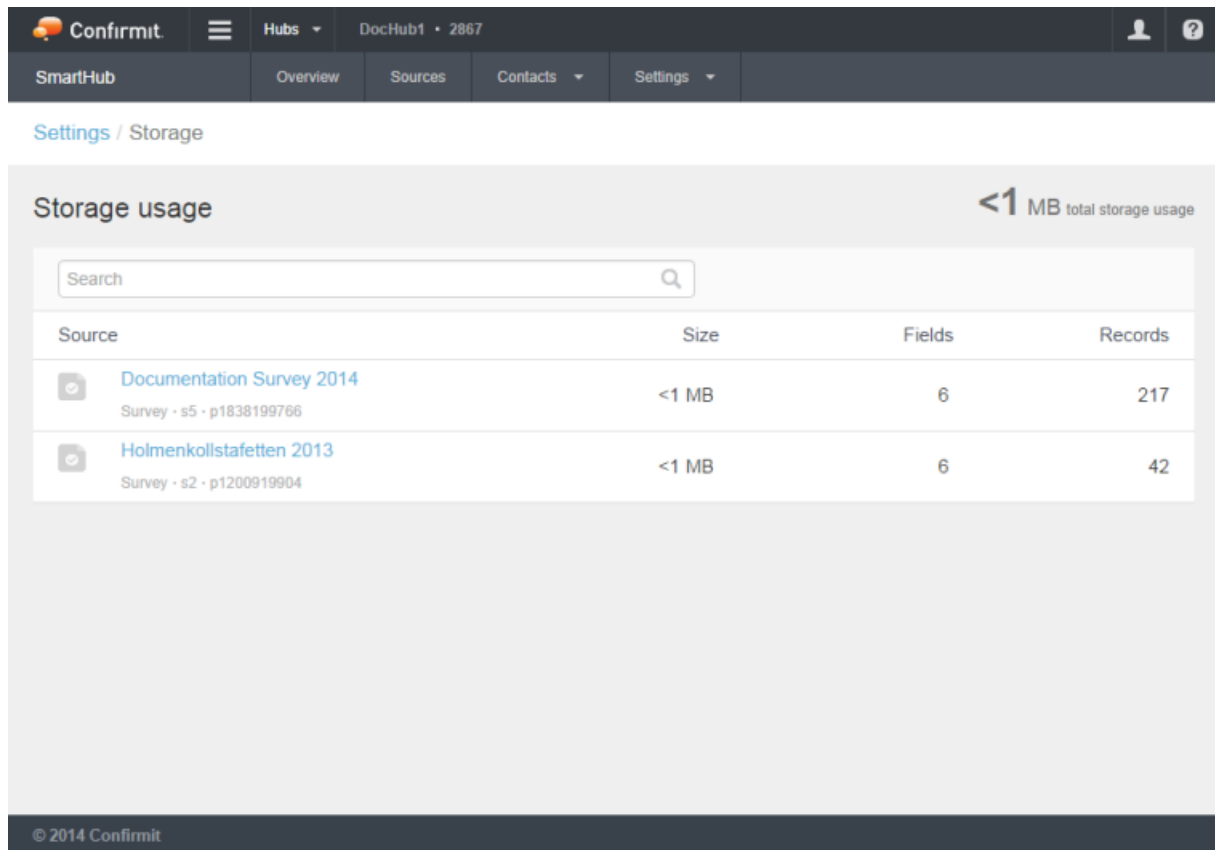 Confirmit. Hubs DocHub1 • 2867
SmartHub Overview Sources Contacts Settings
Settings / Storage
Storage usage <1 MB total storage usage
Search
Source Size Fields Records
Documentation Survey 2014 <1 MB 6 217
Survey · s5 · p1838199766
Holmenkollstafetten 2013 <1 MB 6 42
Survey · s2 · p1200919904
© 2014 Confirmit